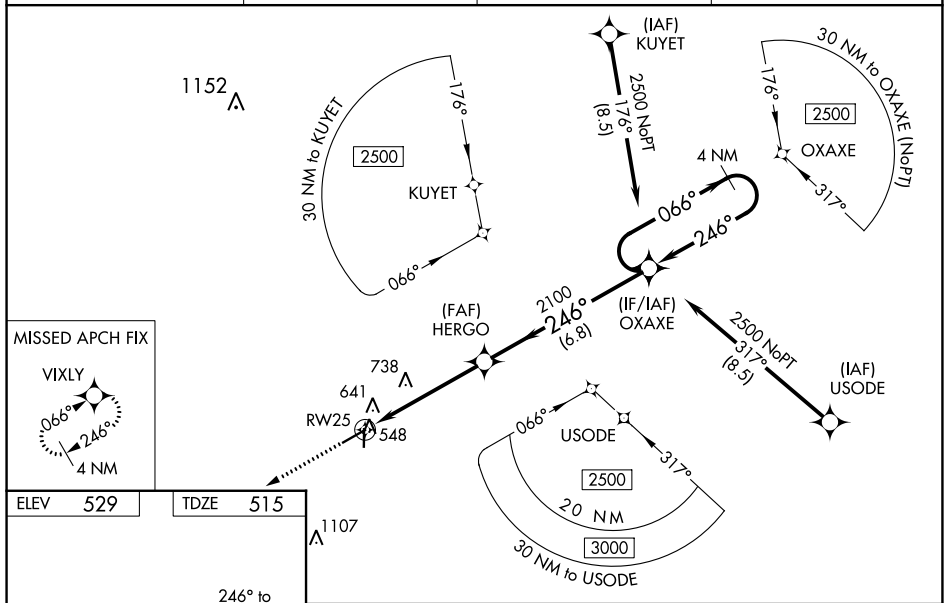 (IAF)
KUYET
1152
30 NM to KUYET
176°
2500
KUYET
066°
2500 NoPT
176°
(8.5)
30 NM to OXAXE (NoPT)
176°
2500
OXAXE
317°
4 NM
066°
246°
(IF/IAF)
OXAXE
2100
246°
(6.8)
(FAF)
HERGO
2500 NoPT
317°
(8.5)
(IAF)
USODE
MISSED APCH FIX
VIXLY
066°
246°
4 NM
738
641
RW25
548
066°
USODE
317°
2500
20 NM
3000
30 NM to USODE
ELEV 529
TDZE 515
1107
246° to